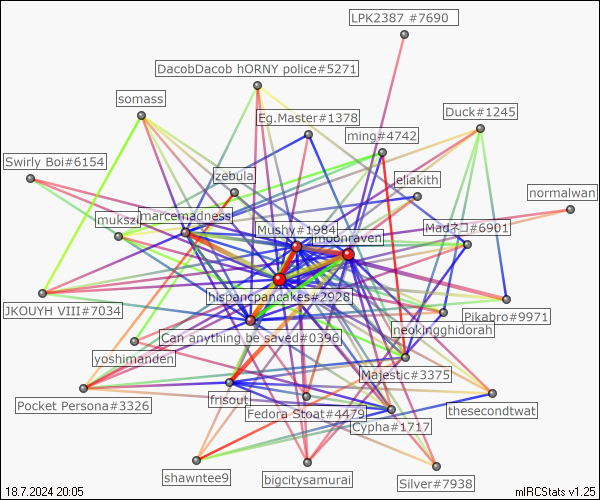 LPK2387 #7690
DacobDacob hORNY police#5271
somass
Eg.Master#1378
Duck#1245
ming#4742
Swirly Boi#6154
zebula
eliakith
normalwan
mukszi
marcemadness
Mushy#1984
moonraven
Madネコ#6901
hispancpancakes#2928
JKOUYH VIII#7034
Pikabro#9971
neokingghidorah
Can anything be saved#0396
yoshimanden
Majestic#3375
Pocket Persona#3326
frisout
Fedora Stoat#4479
thesecondtwat
Cypha#1717
shawntee9
bigcitysamurai
Silver#7938
18.7.2024 20:05
mIRCStats v1.25